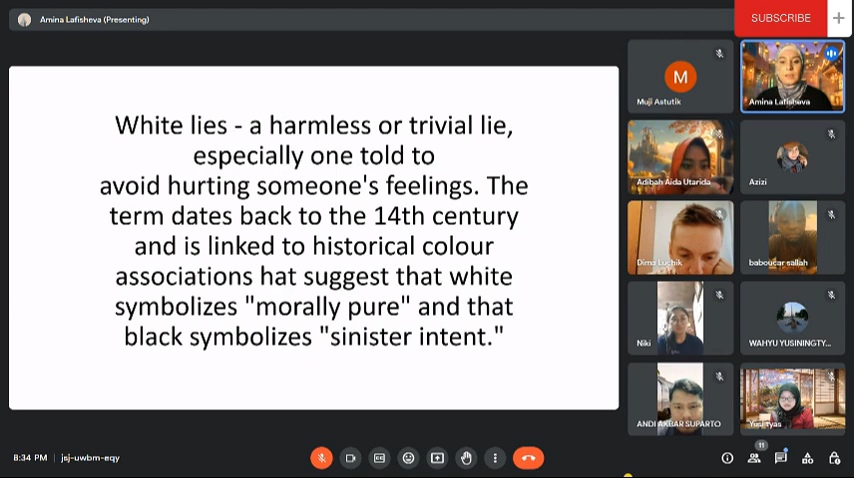 Amina Lafisheva (Presenting)
SUBSCRIBE
White lies - a harmless or trivial lie,
especially one told to
avoid hurting someone's feelings. The
term dates back to the 14th century
and is linked to historical colour
associations hat suggest that white
symbolizes "morally pure" and that
black symbolizes "sinister intent."
M
Muji Astutik
Amina Lafisheva
Adibah Aida Utarida
Azizi
Dima Luchik
baboucar sallah
Niki
WAHYU YUSININGTY...
ANDI AKBAR SUPARTO
8:34 PM
jsj-uwbm-eqy
11